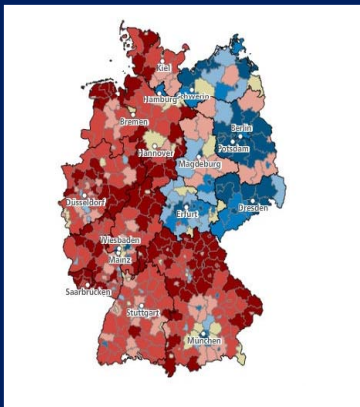 Kiel
Hamburg
Schwerin
Bremen
Berlin
Potsdam
Hannover
Magdeburg
Düsseldorf
Erfurt
Dresden
Wiesbaden
Mainz
Saarbrücken
Stuttgart
München